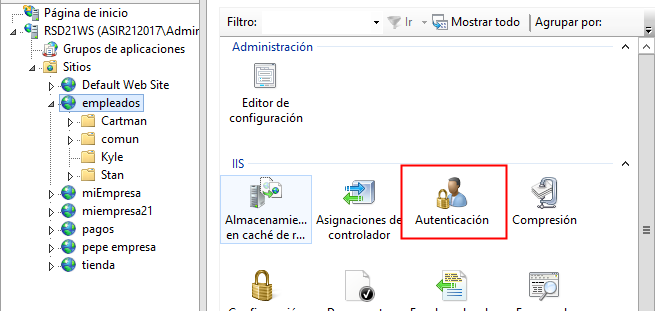 Página de inicio
RSD21WS (ASIR212017\Admir
Grupos de aplicaciones
Sitios
Default Web Site
empleados
Cartman
comun
Kyle
Stan
miEmpresa
miempresa21
pagos
pepe empresa
tienda
Filtro: Ir Mostrar todo Agrupar por:
Administración
Editor de
configuración
IIS
Almacenamie...
en caché de r...
Asignaciones de
controlador
Autenticación
Compresión